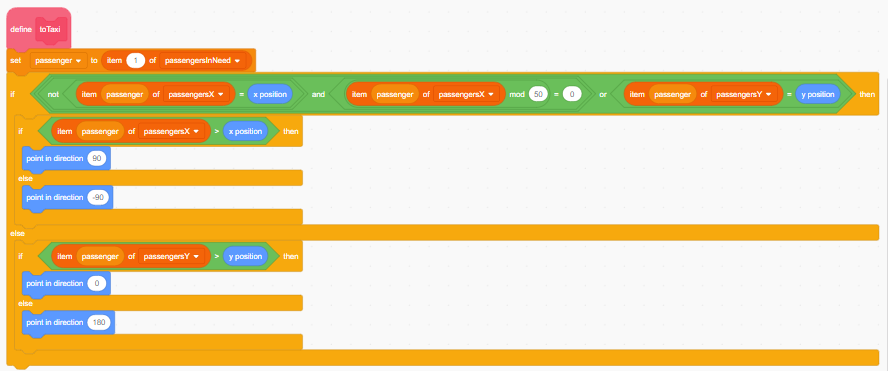 define toTaxi
set passenger to item 1 of passengersInNeed
if not item passenger of passengersX = x position and item passenger of passengersX mod 50 = 0 or item passenger of passengersY = y position then
if item passenger of passengersX > x position then
point in direction 90
else
point in direction -90
else
if item passenger of passengersY > y position then
point in direction 0
else
point in direction 180